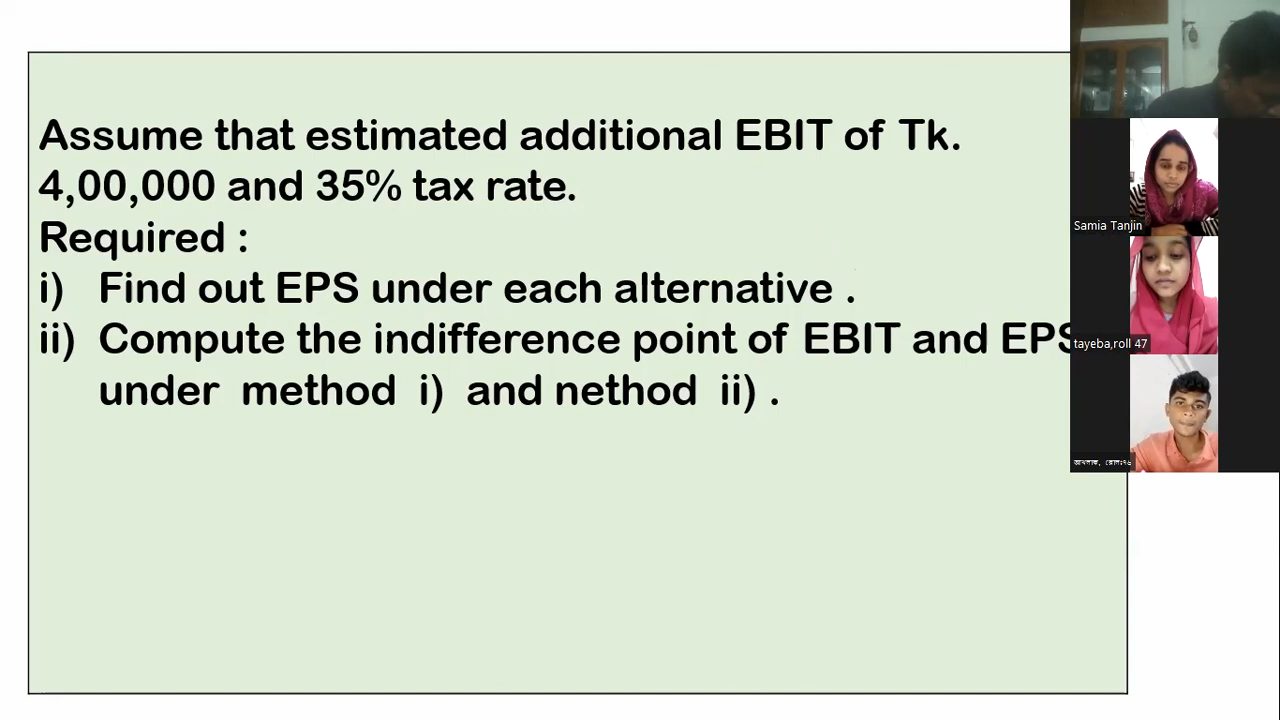 Assume that estimated additional EBIT of Tk.
4,00,000 and 35% tax rate.
Required :
i) Find out EPS under each alternative .
ii) Compute the indifference point of EBIT and EPS
under method i) and nethod ii) .
Samia Tanjin
tayeba,roll 47
আখলাক, রোলঃ৭৬